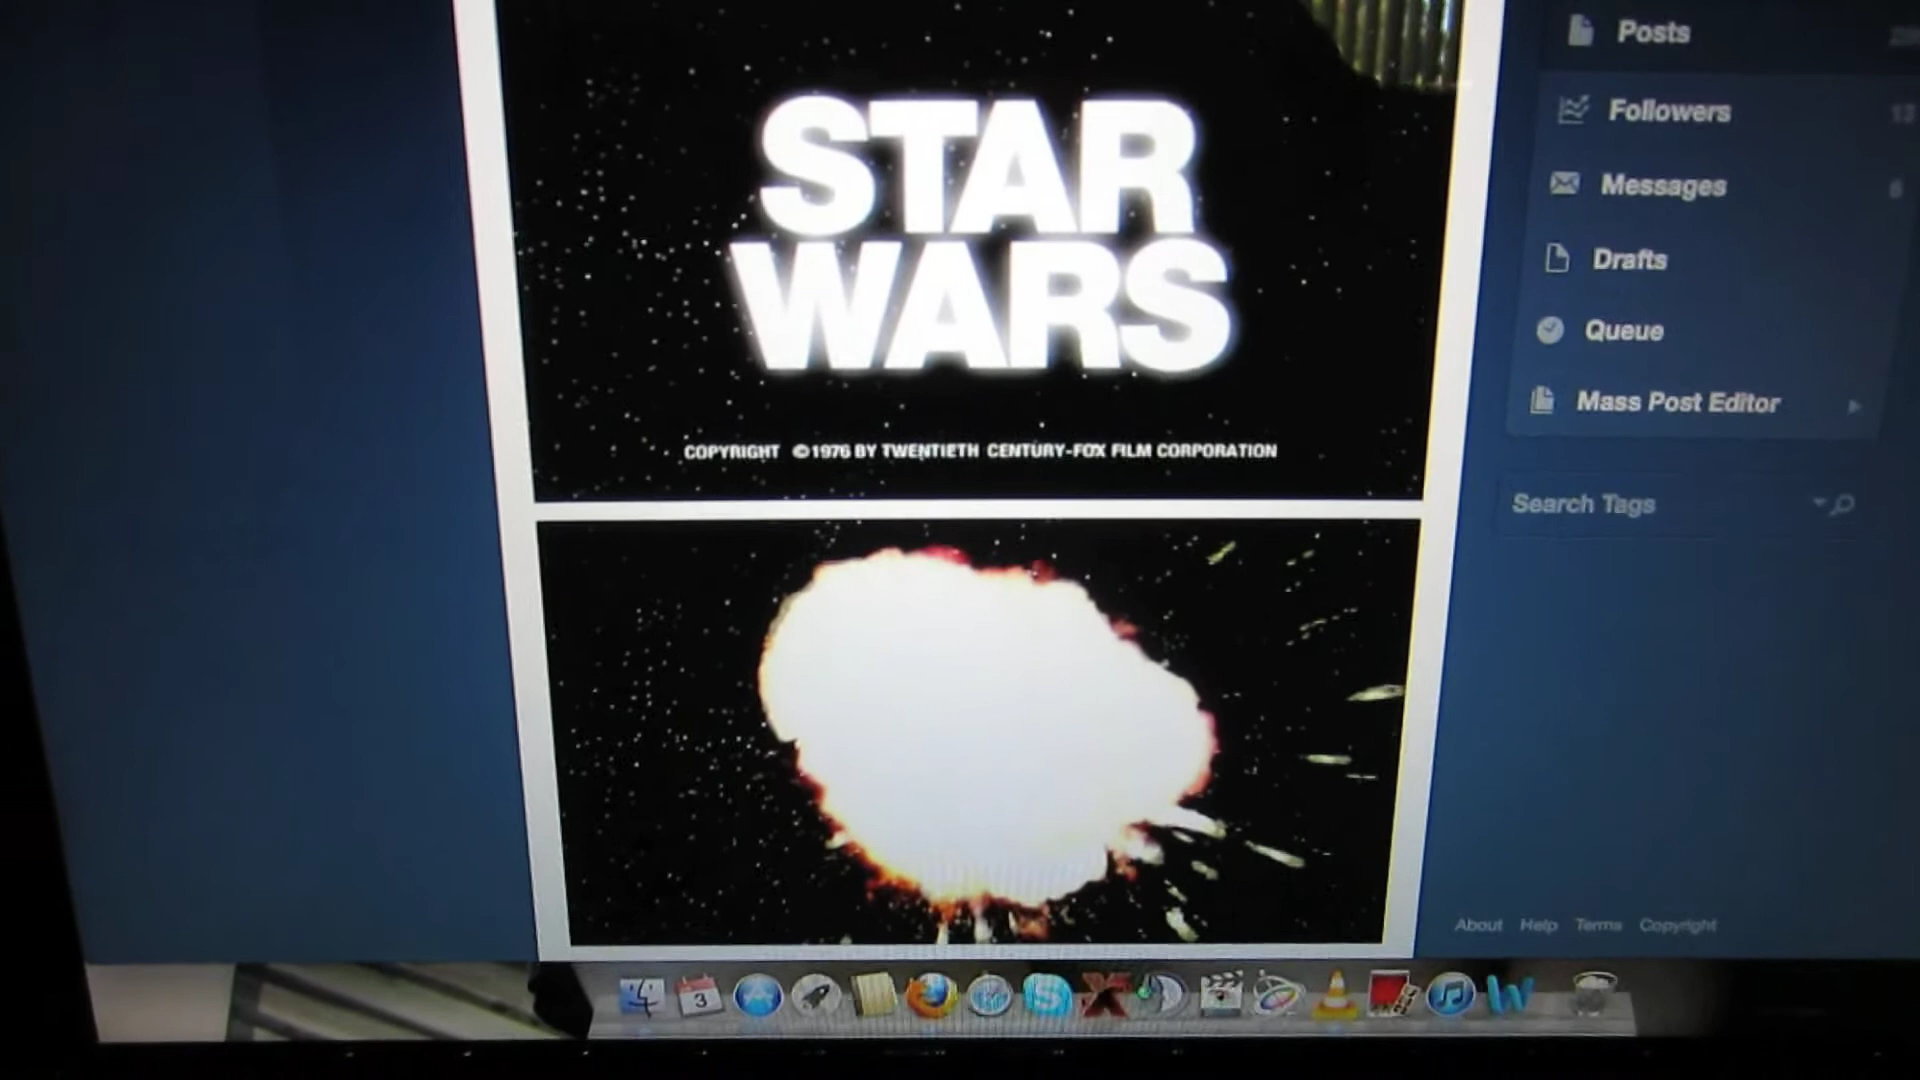 STAR
WARS
COPYRIGHT ©1976 BY TWENTIETH CENTURY-FOX FILM CORPORATION
Posts
Followers
Messages
Drafts
Queue
Mass Post Editor
Search Tags
About Help Terms Copyright
3